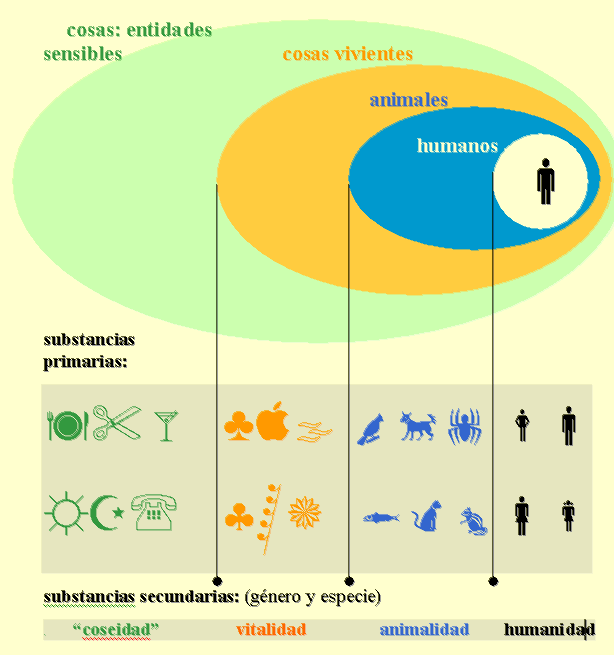 cosas: entidades
sensibles
cosas vivientes
animales
humanos
substancias
primarias:
substancias secundarias: (género y especie)
“coseidad” vitalidad animalidad humanidad